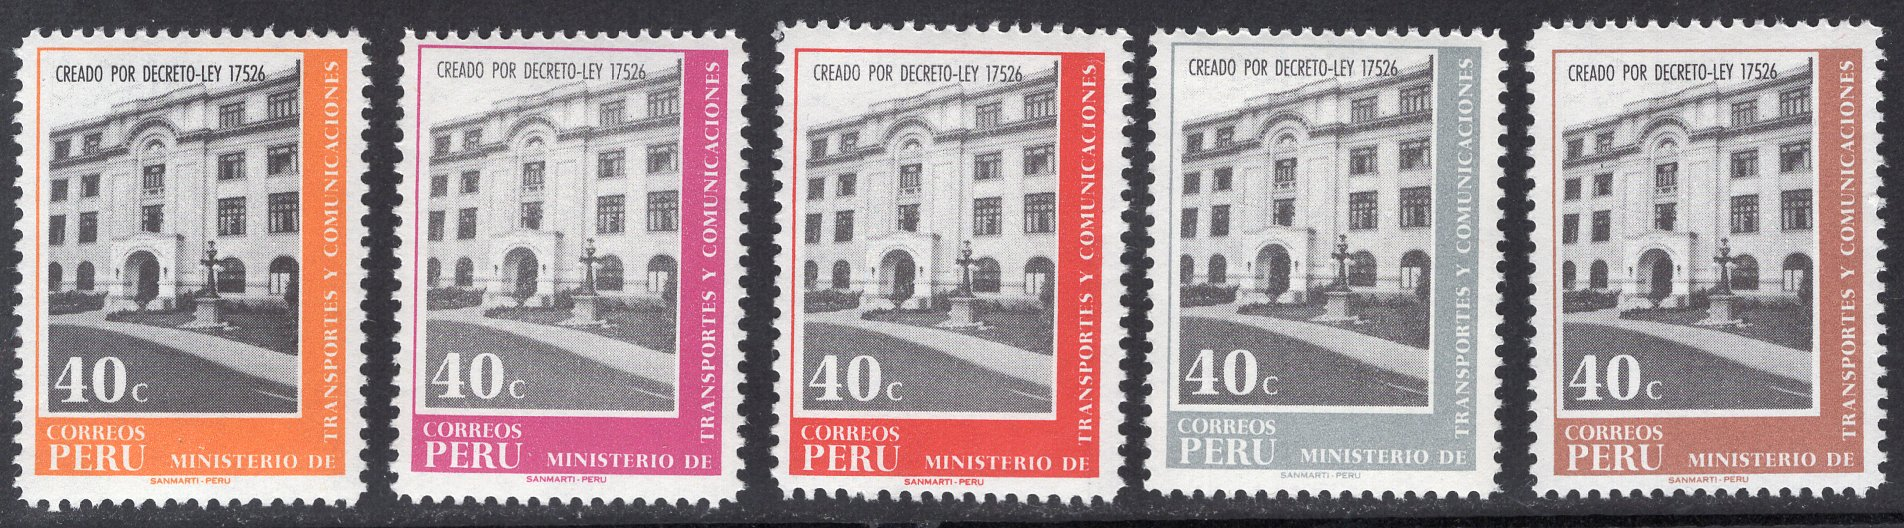 CREADO POR DECRETO-LEY 17526
40c
CORREOS
PERU MINISTERIO DE
TRANSPORTES Y COMUNICACIONES
SANMARTI-PERU
CREADO POR DECRETO-LEY 17526
40c
CORREOS
PERU MINISTERIO DE
TRANSPORTES Y COMUNICACIONES
SANMARTI-PERU
CREADO POR DECRETO-LEY 17526
40c
CORREOS
PERU MINISTERIO DE
TRANSPORTES Y COMUNICACIONES
SANMARTI-PERU
CREADO POR DECRETO-LEY 17526
40c
CORREOS
PERU MINISTERIO DE
TRANSPORTES Y COMUNICACIONES
SANMARTI-PERU
CREADO POR DECRETO-LEY 17526
40c
CORREOS
PERU MINISTERIO DE
TRANSPORTES Y COMUNICACIONES
SANMARTI-PERU